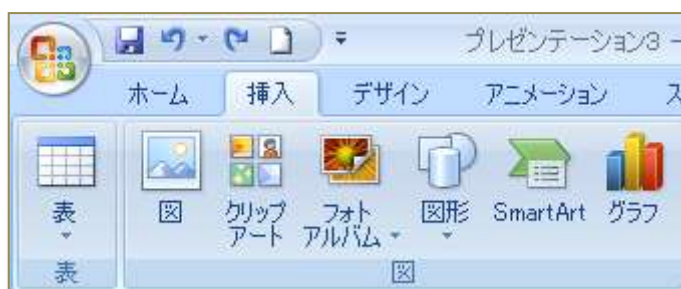 プレゼンテーション3 -
ホーム 挿入 デザイン アニメーション ス
表 図 クリップ フォト 図形 SmartArt グラフ
アート アルバム
表 図